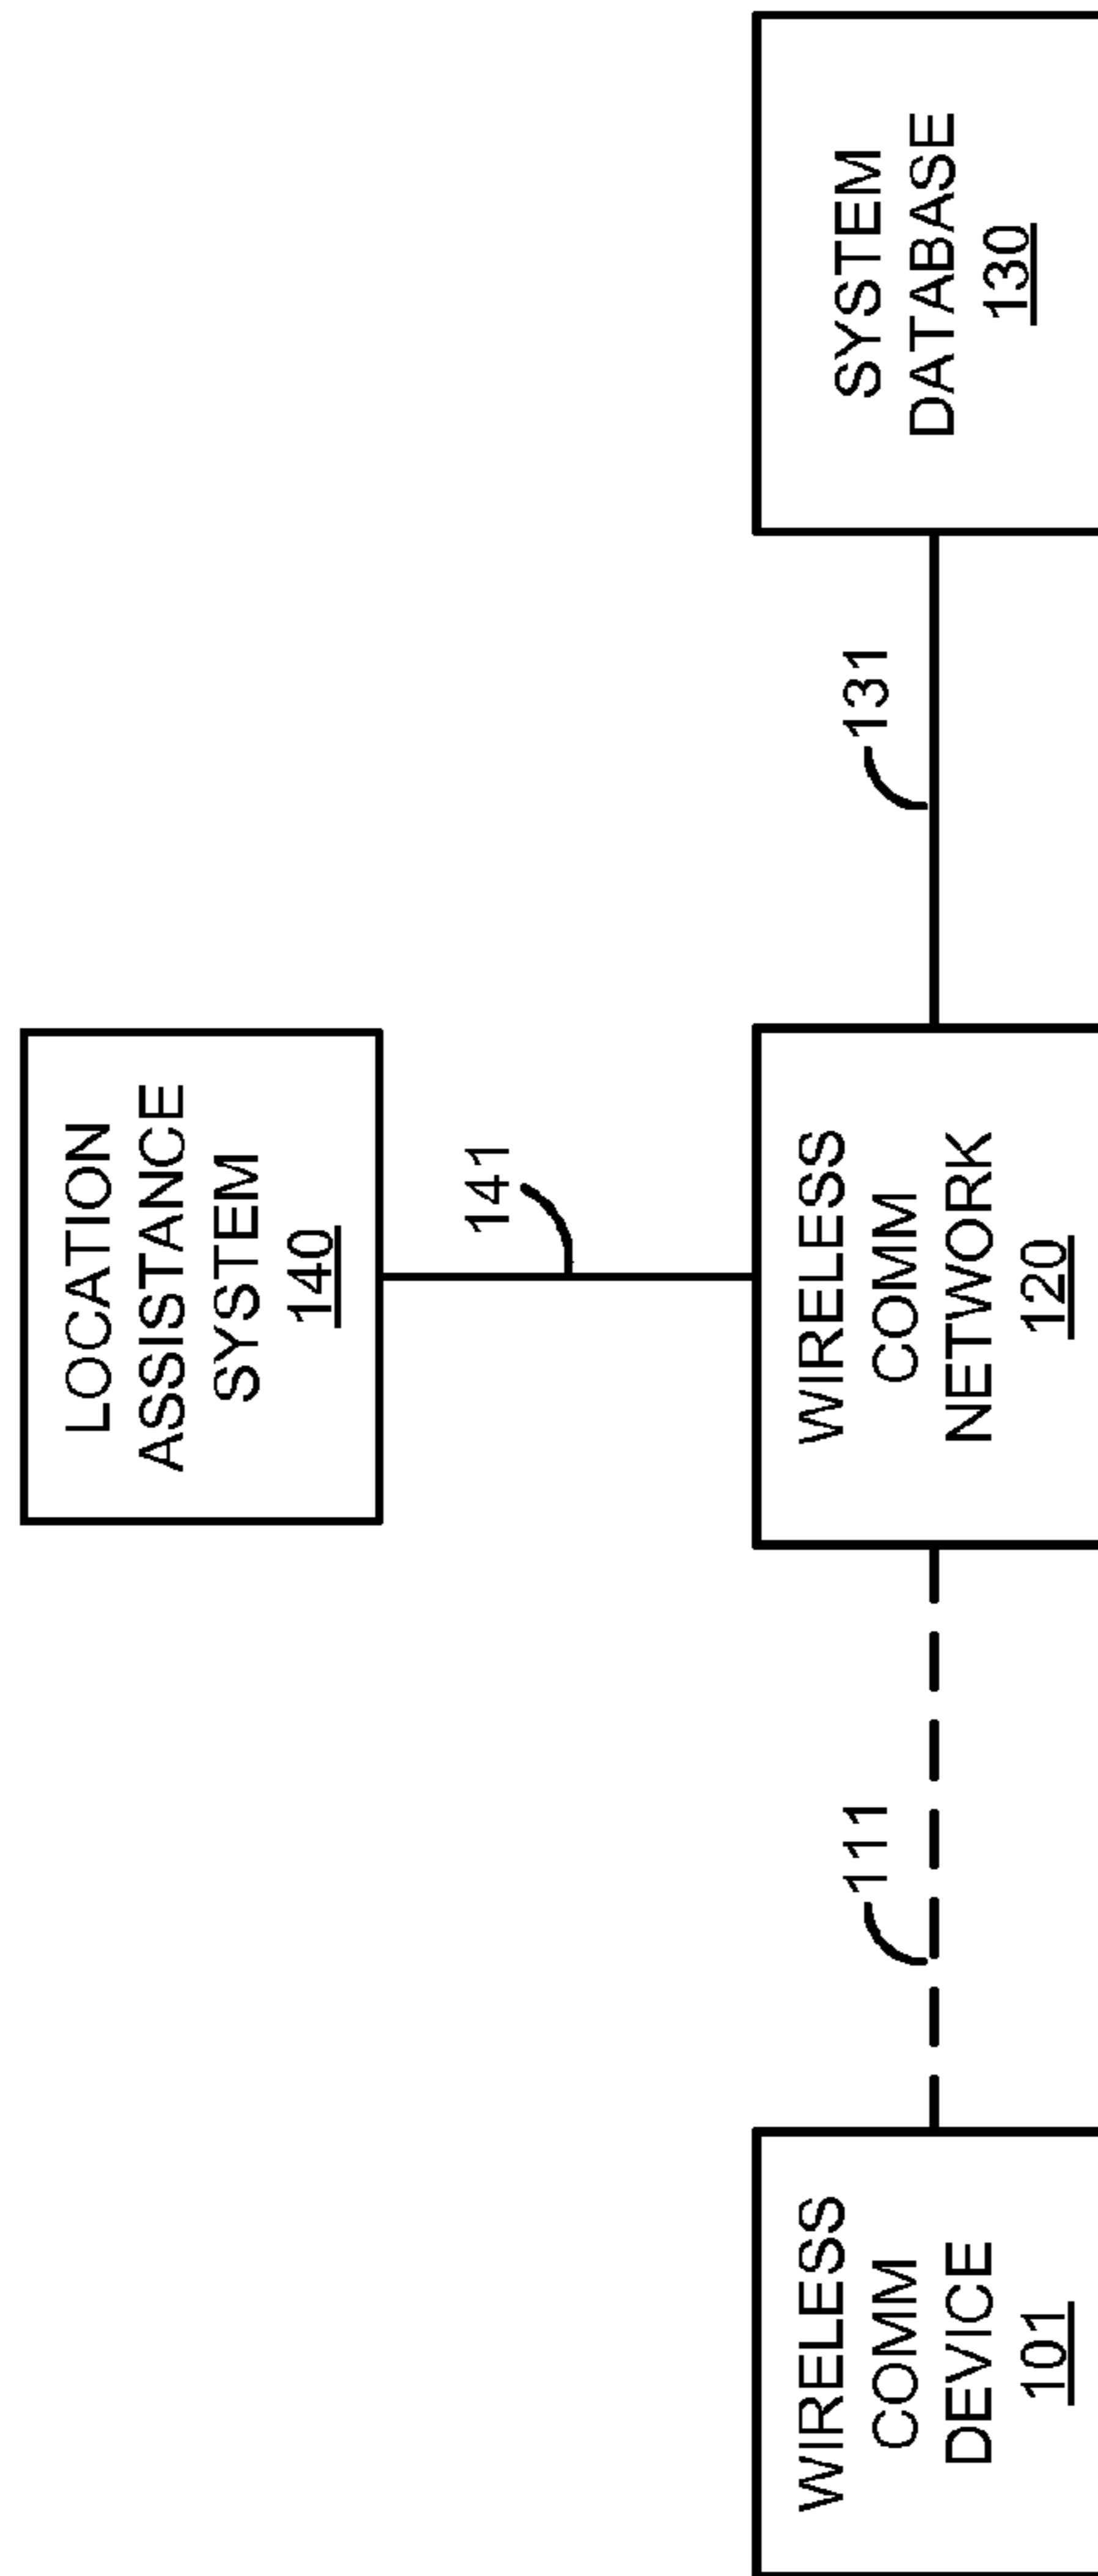 LOCATION
ASSISTANCE
SYSTEM
140
141
WIRELESS
COMM
DEVICE
101
111
WIRELESS
COMM
NETWORK
120
131
SYSTEM
DATABASE
130